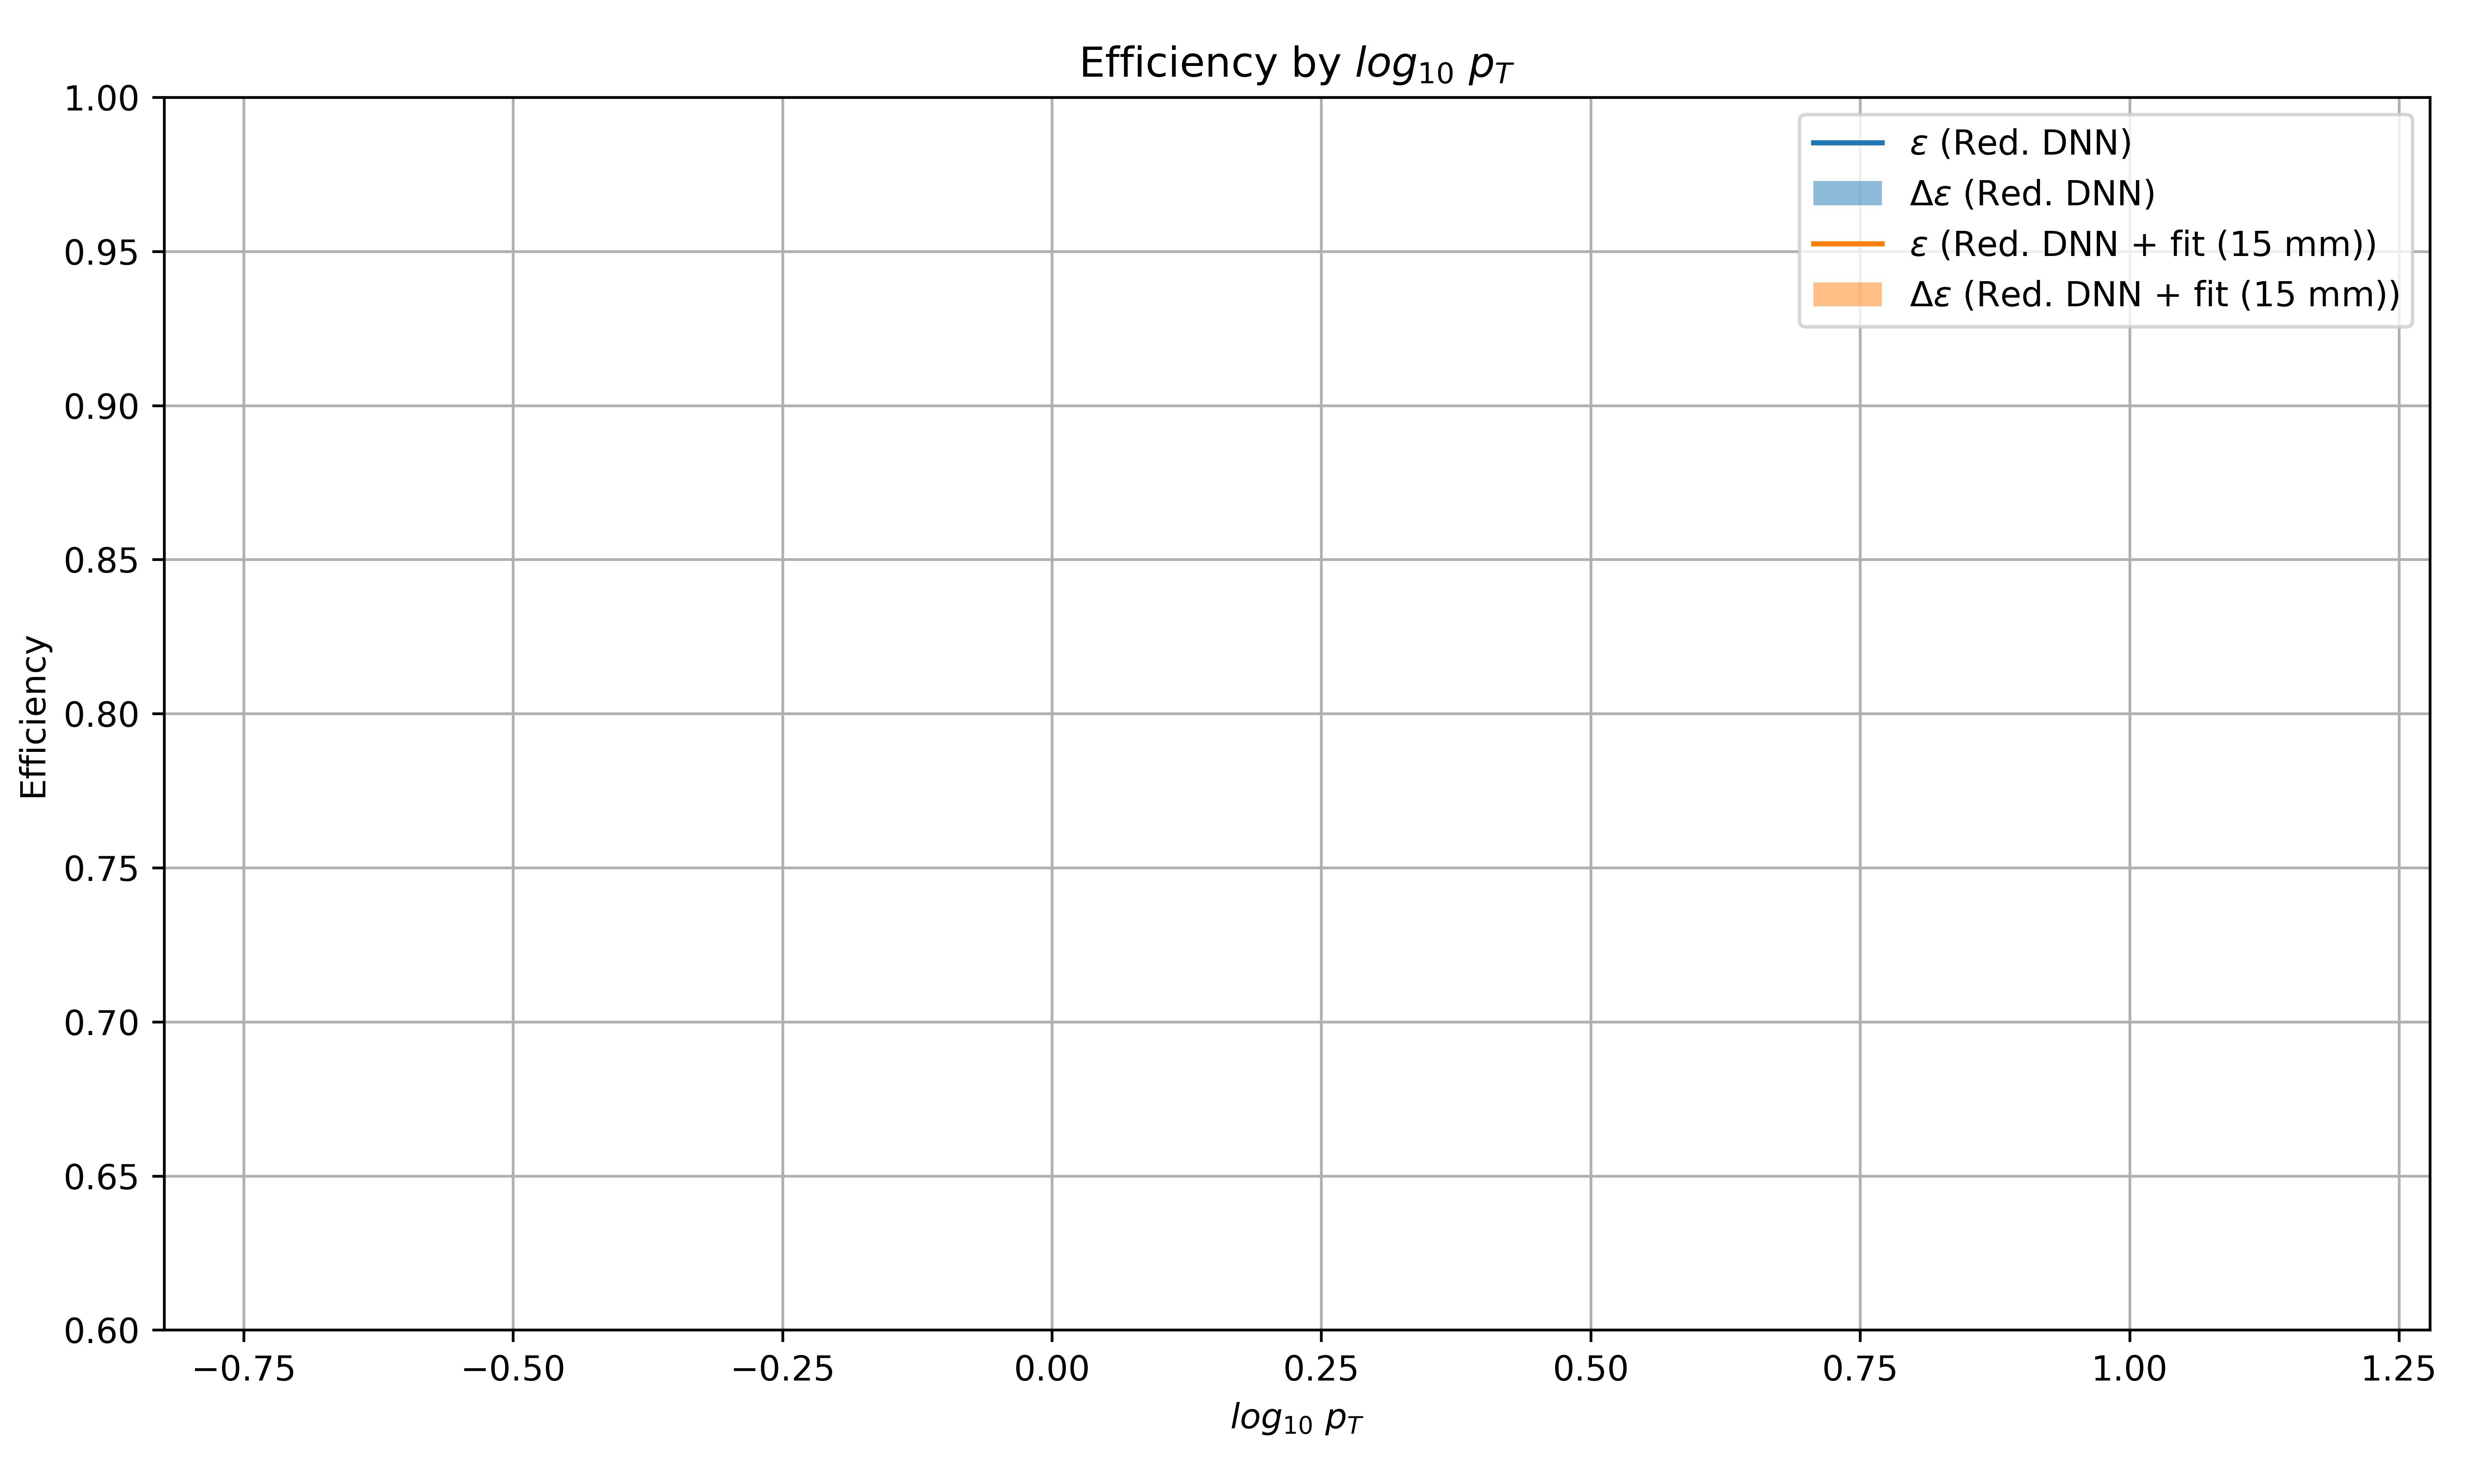 Efficiency by log₁₀ p_T
1.00
0.95
0.90
0.85
0.80
0.75
0.70
0.65
0.60
Efficiency
ε (Red. DNN)
Δε (Red. DNN)
ε (Red. DNN + fit (15 mm))
Δε (Red. DNN + fit (15 mm))
−0.75 −0.50 −0.25 0.00 0.25 0.50 0.75 1.00 1.25
log₁₀ p_T